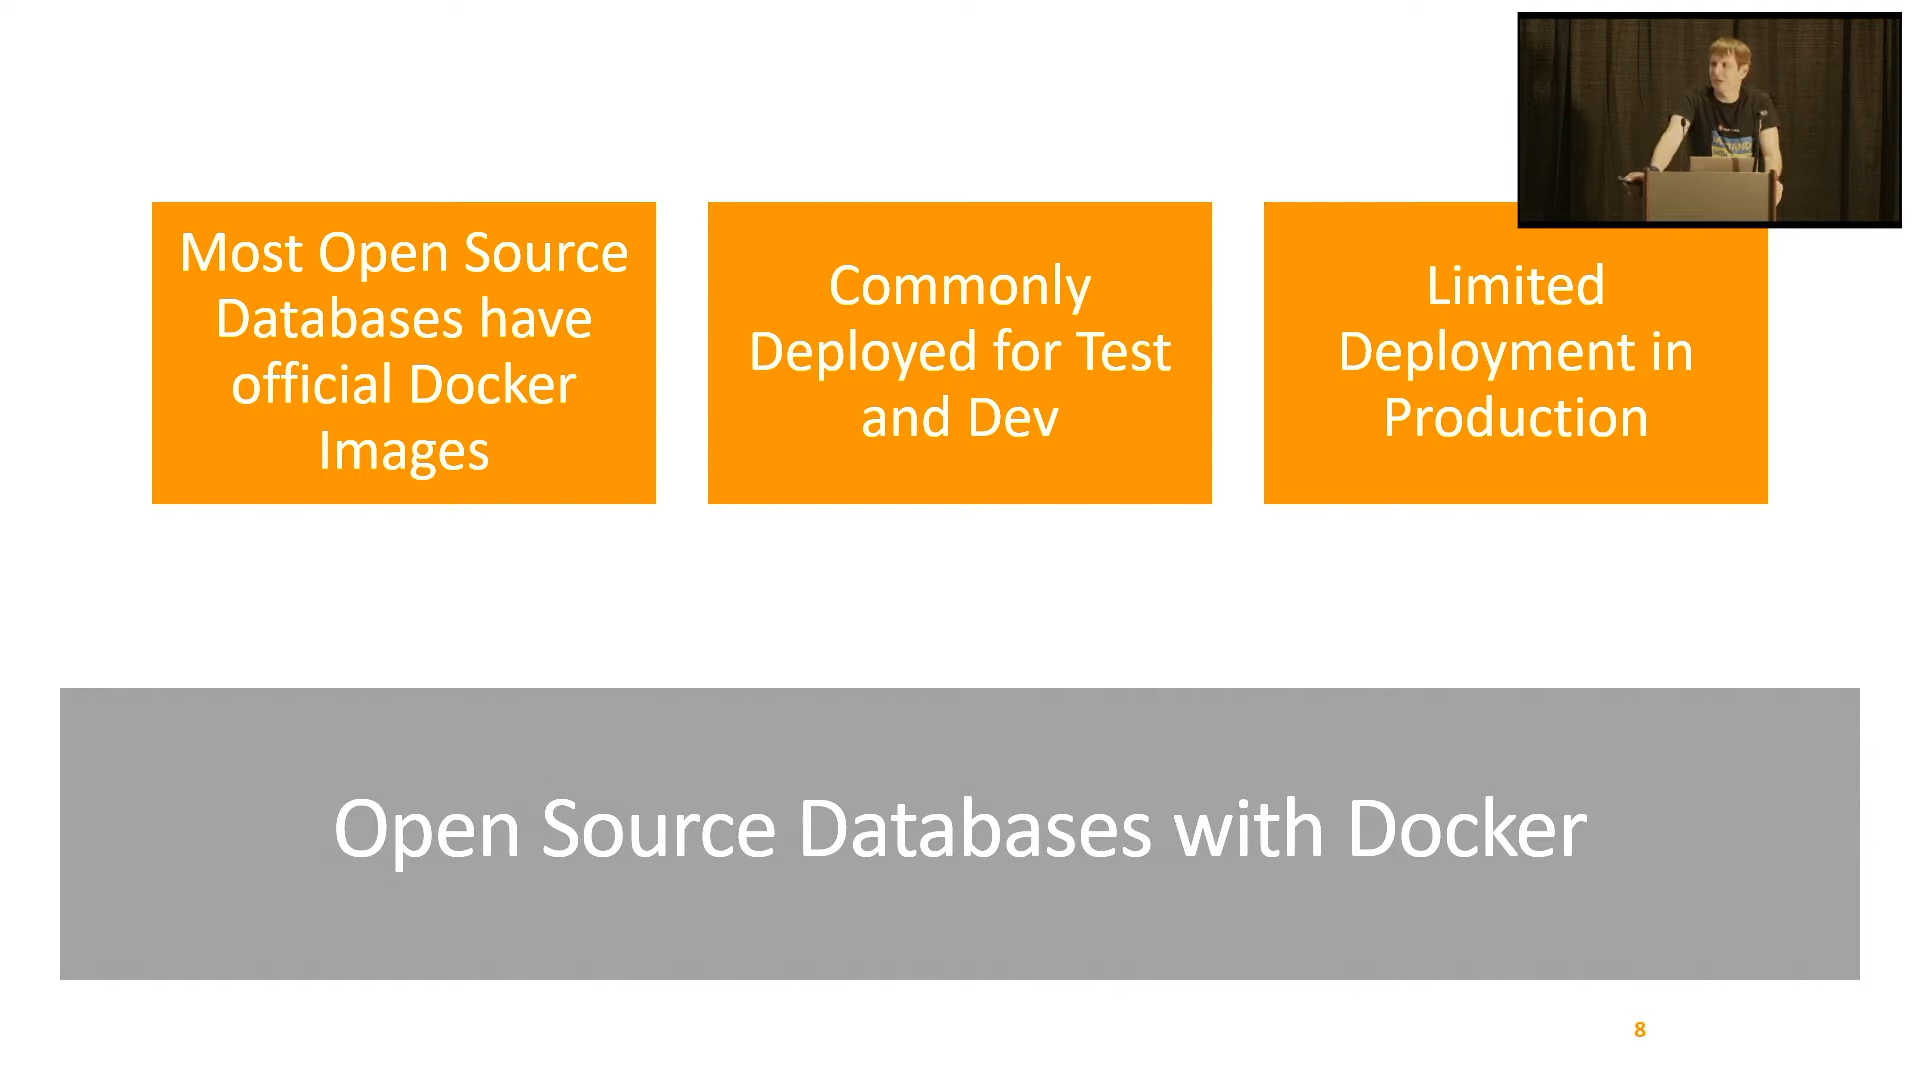 Most Open Source
Databases have
official Docker
Images
Commonly
Deployed for Test
and Dev
Limited
Deployment in
Production
Open Source Databases with Docker
8